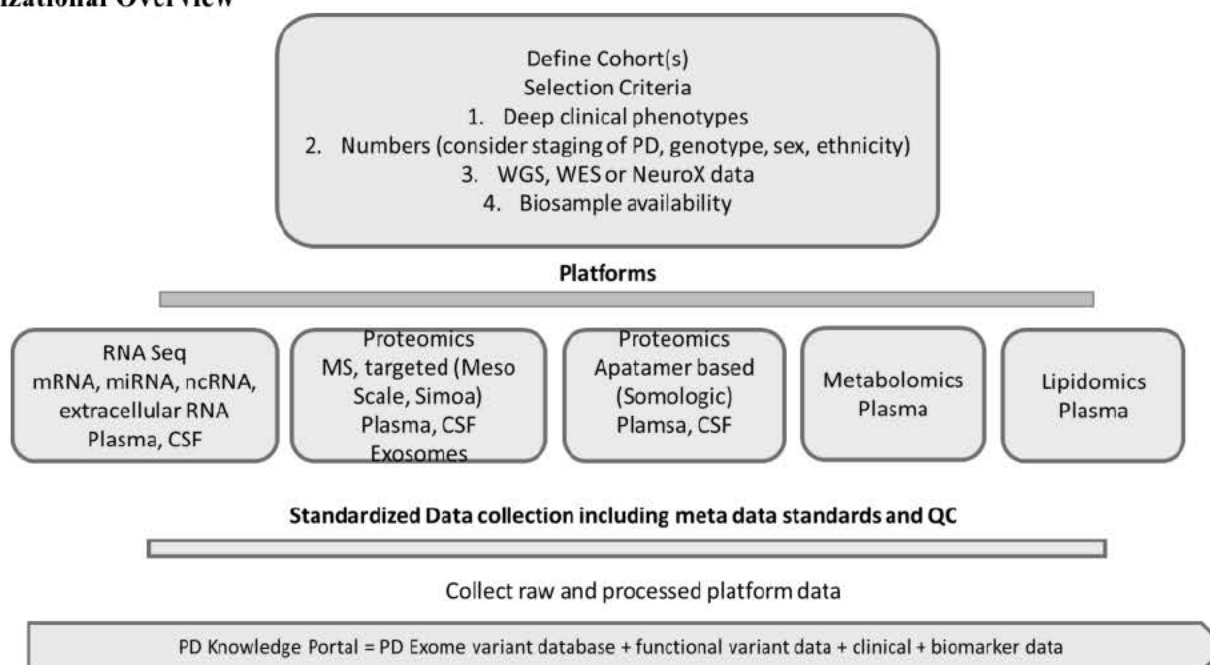 izational Overview
Define Cohort(s)
Selection Criteria
1. Deep clinical phenotypes
2. Numbers (consider staging of PD, genotype, sex, ethnicity)
3. WGS, WES or NeuroX data
4. Biosample availability
Platforms
RNA Seq
mRNA, miRNA, ncRNA,
extracellular RNA
Plasma, CSF
Proteomics
MS, targeted (Meso
Scale, Simoa)
Plasma, CSF
Exosomes
Proteomics
Apatamer based
(Somologic)
Plamsa, CSF
Metabolomics
Plasma
Lipidomics
Plasma
Standardized Data collection including meta data standards and QC
Collect raw and processed platform data
PD Knowledge Portal = PD Exome variant database + functional variant data + clinical + biomarker data